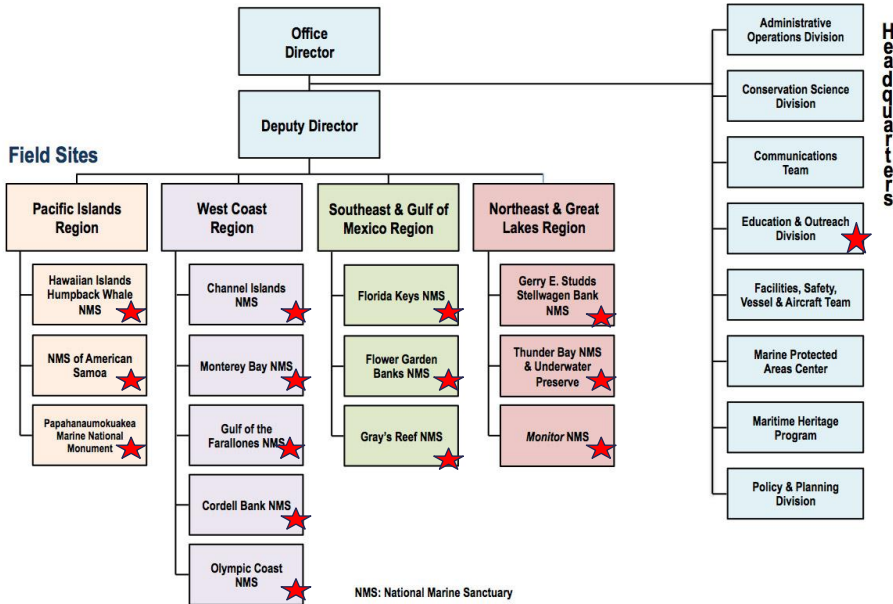 Office
Director
Deputy Director
Field Sites
Pacific Islands
Region
Hawaiian Islands
Humpback Whale
NMS
NMS of American
Samoa
Papahanaumokuakea
Marine National
Monument
West Coast
Region
Channel Islands
NMS
Monterey Bay NMS
Gulf of the
Farallones NMS
Cordell Bank NMS
Olympic Coast
NMS
Southeast & Gulf of
Mexico Region
Florida Keys NMS
Flower Garden
Banks NMS
Gray's Reef NMS
Northeast & Great
Lakes Region
Gerry E. Studds
Stellwagen Bank
NMS
Thunder Bay NMS
& Underwater
Preserve
Monitor NMS
NMS: National Marine Sanctuary
Headquarters
Administrative
Operations Division
Conservation Science
Division
Communications
Team
Education & Outreach
Division
Facilities, Safety,
Vessel & Aircraft Team
Marine Protected
Areas Center
Maritime Heritage
Program
Policy & Planning
Division